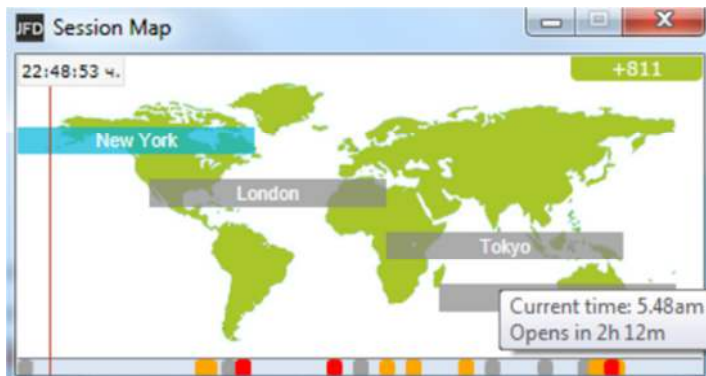 JFD Session Map
22:48:53 ч.
+811
New York
London
Tokyo
Current time: 5.48am
Opens in 2h 12m